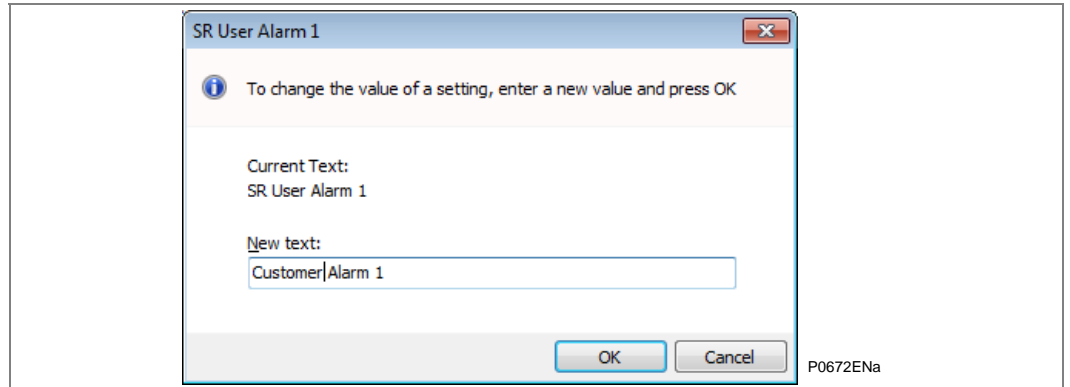 SR User Alarm 1
To change the value of a setting, enter a new value and press OK
Current Text:
SR User Alarm 1
New text:
Customer Alarm 1
OK
Cancel
P0672ENa